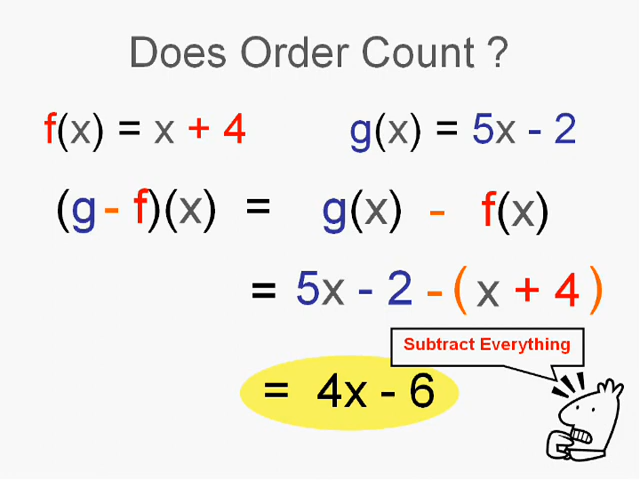 Does Order Count ?
f(x) = x + 4 g(x) = 5x - 2
(g - f)(x) = g(x) - f(x)
= 5x - 2 - ( x + 4 )
Subtract Everything
= 4x - 6